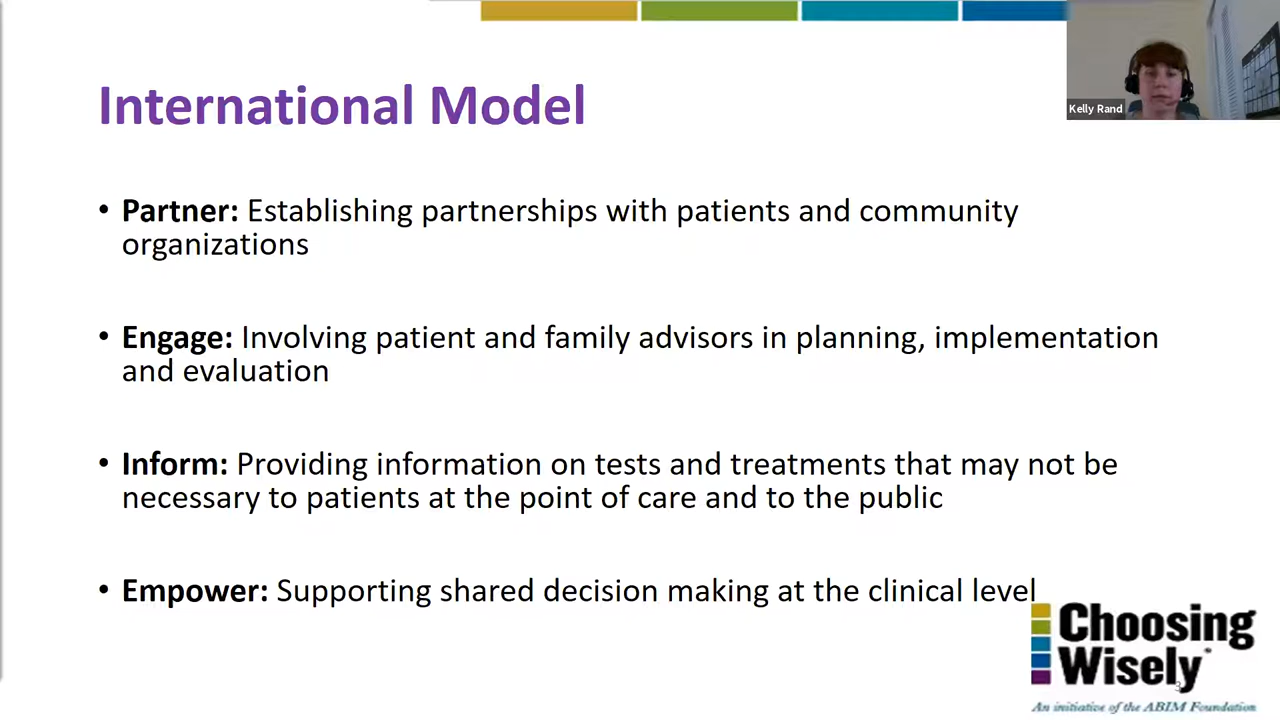 International Model
Kelly Rand
• Partner: Establishing partnerships with patients and community
organizations
• Engage: Involving patient and family advisors in planning, implementation
and evaluation
• Inform: Providing information on tests and treatments that may not be
necessary to patients at the point of care and to the public
• Empower: Supporting shared decision making at the clinical level
Choosing
Wisely
3
An initiative of the ABIM Foundation